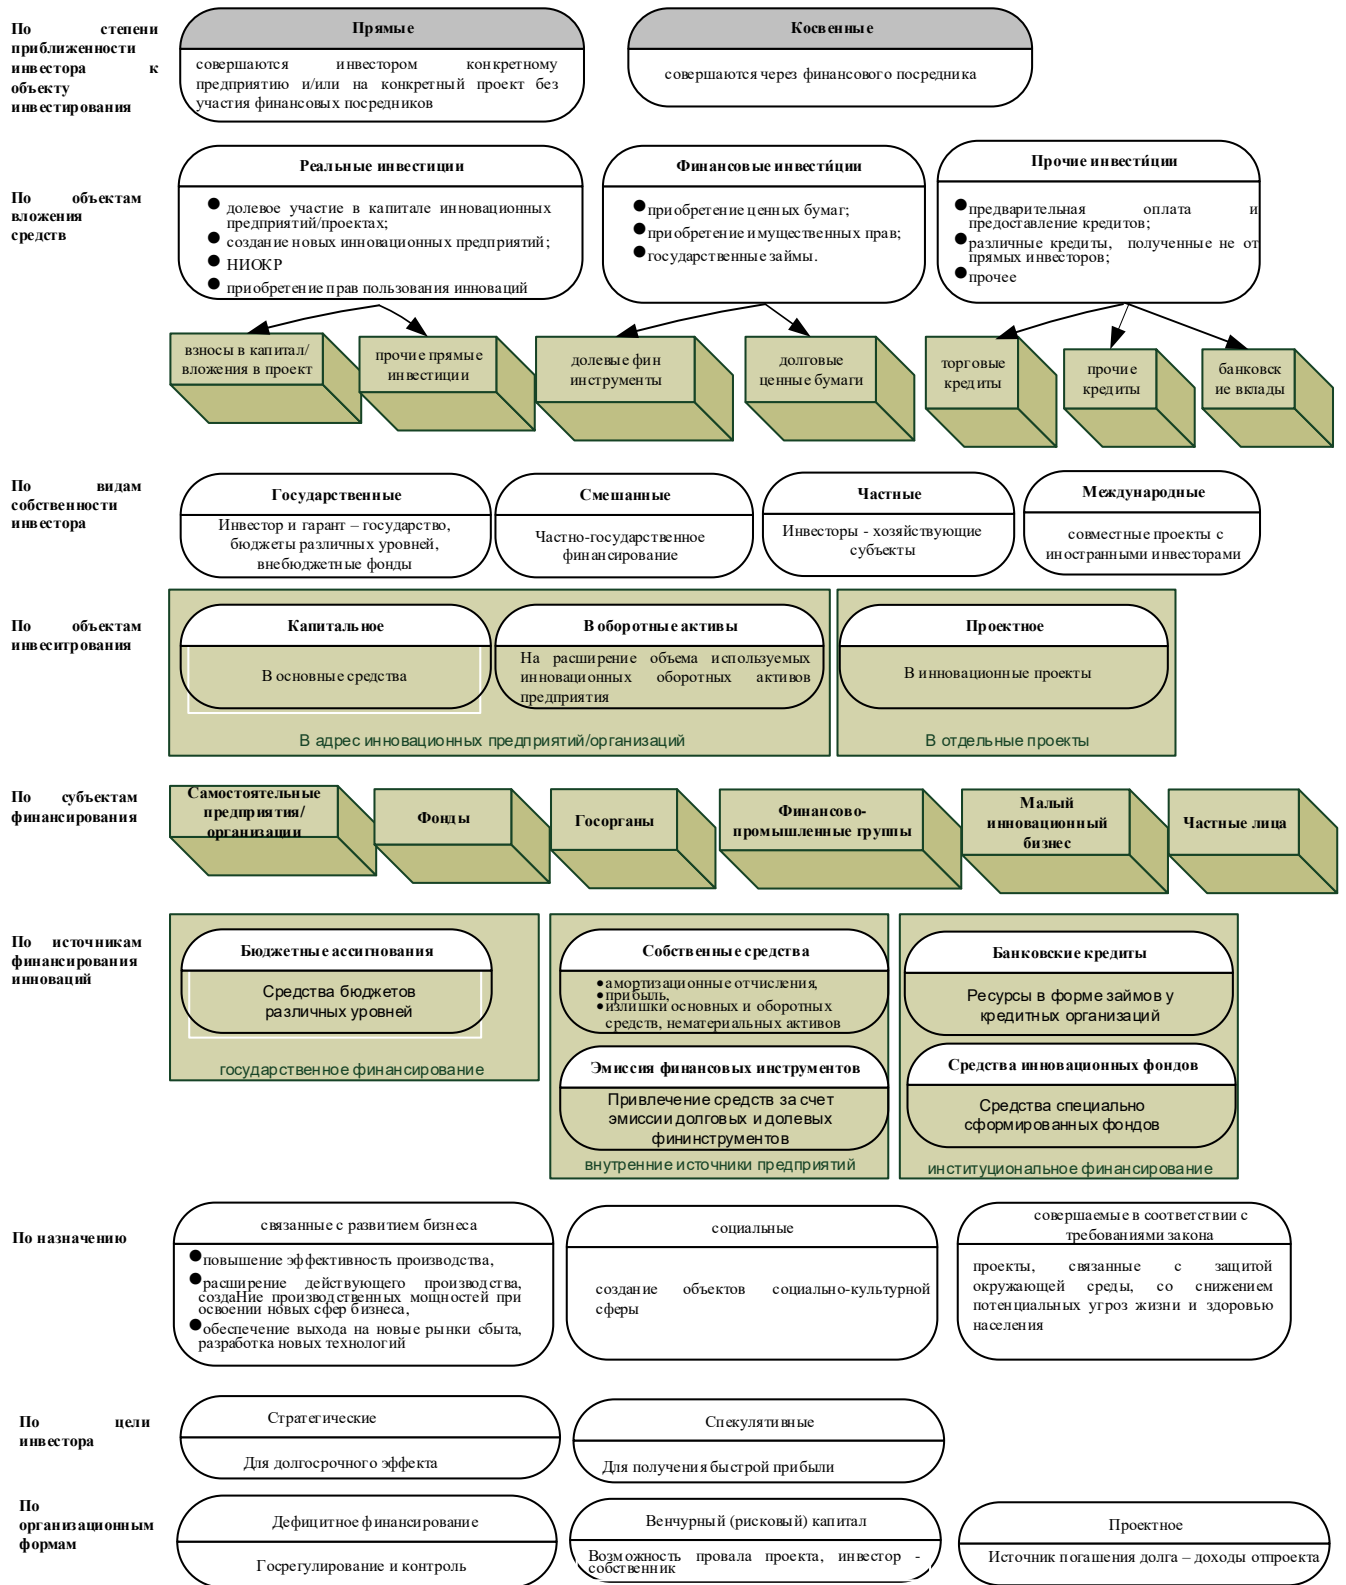 По степени
приближенности
инвестора к
объекту
инвестирования
Прямые
совершаются инвестором конкретному
предприятию и/или на конкретный проект без
участия финансовых посредников
Косвенные
совершаются через финансового посредника
По объектам
вложения
средств
Реальные инвестиции
● долевое участие в капитале инновационных
предприятий/проектах;
● создание новых инновационных предприятий;
● НИОКР
● приобретение прав пользования инноваций
Финансовые инвести́ции
● приобретение ценных бумаг;
● приобретение имущественных прав;
● государственные займы.
Прочие инвести́ции
● предварительная оплата и
предоставление кредитов;
● различные кредиты, полученные не от
прямых инвесторов;
● прочее
взносы в капитал/
вложения в проект
прочие прямые
инвестиции
долевые фин
инструменты
долговые
ценные бумаги
торговые
кредиты
прочие
кредиты
банковск
ие вклады
По видам
собственности
инвестора
Государственные
Инвестор и гарант – государство,
бюджеты различных уровней,
внебюджетные фонды
Смешанные
Частно-государственное
финансирование
Частные
Инвесторы - хозяйствующие
субъекты
Международные
совместные проекты с
иностранными инвесторами
По объектам
инвеситрования
Капитальное
В основные средства
В оборотные активы
На расширение объема используемых
инновационных оборотных активов
предприятия
В адрес инновационных предприятий/организаций
Проектное
В инновационные проекты
В отдельные проекты
По субъектам
финансирования
Самостоятельные
предприятия/
организации
Фонды
Госорганы
Финансово-
промышленные группы
Малый
инновационный
бизнес
Частные лица
По источникам
финансирования
инноваций
Бюджетные ассигнования
Средства бюджетов
различных уровней
государственное финансирование
Собственные средства
● амортизационные отчисления,
● прибыль,
● излишки основных и оборотных
средств, нематериальных активов
Эмиссия финансовых инструментов
Привлечение средств за счет
эмиссии долговых и долевых
фининструментов
внутренние источники предприятий
Банковские кредиты
Ресурсы в форме займов у
кредитных организаций
Средства инновационных фондов
Средства специально
сформированных фондов
институциональное финансирование
По назначению
связанные с развитием бизнеса
● повышение эффективность производства,
● расширение действующего производства,
создаНие производственных мощностей при
освоении новых сфер бизнеса,
● обеспечение выхода на новые рынки сбыта,
разработка новых технологий
социальные
создание объектов социально-культурной
сферы
совершаемые в соответствии с
требованиями закона
проекты, связанные с защитой
окружающей среды, со снижением
потенциальных угроз жизни и здоровью
населения
По цели
инвестора
Стратегические
Для долгосрочного эффекта
Спекулятивные
Для получения быстрой прибыли
По
организационным
формам
Дефицитное финансирование
Госрегулирование и контроль
Венчурный (рисковый) капитал
Возможность провала проекта, инвестор -
собственник
Проектное
Источник погашения долга – доходы отпроекта